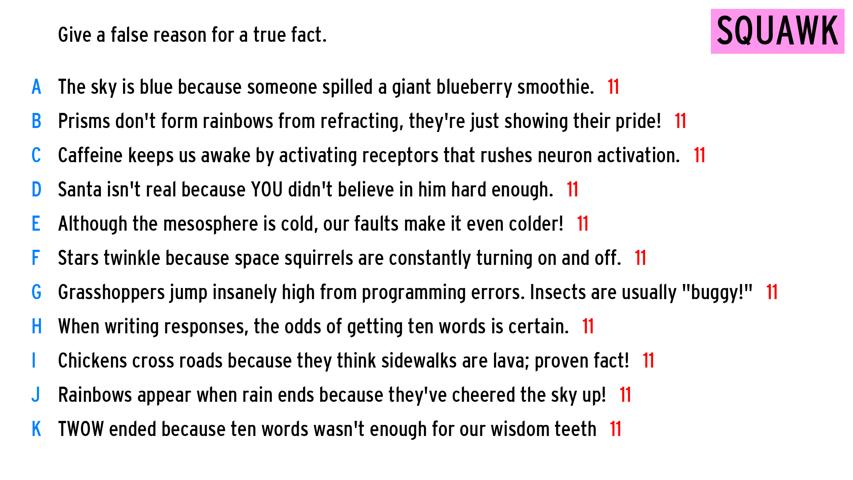 Give a false reason for a true fact.
SQUAWK
A The sky is blue because someone spilled a giant blueberry smoothie. 11
B Prisms don't form rainbows from refracting, they're just showing their pride! 11
C Caffeine keeps us awake by activating receptors that rushes neuron activation. 11
D Santa isn't real because YOU didn't believe in him hard enough. 11
E Although the mesosphere is cold, our faults make it even colder! 11
F Stars twinkle because space squirrels are constantly turning on and off. 11
G Grasshoppers jump insanely high from programming errors. Insects are usually "buggy!" 11
H When writing responses, the odds of getting ten words is certain. 11
I Chickens cross roads because they think sidewalks are lava; proven fact! 11
J Rainbows appear when rain ends because they've cheered the sky up! 11
K TWOW ended because ten words wasn't enough for our wisdom teeth 11